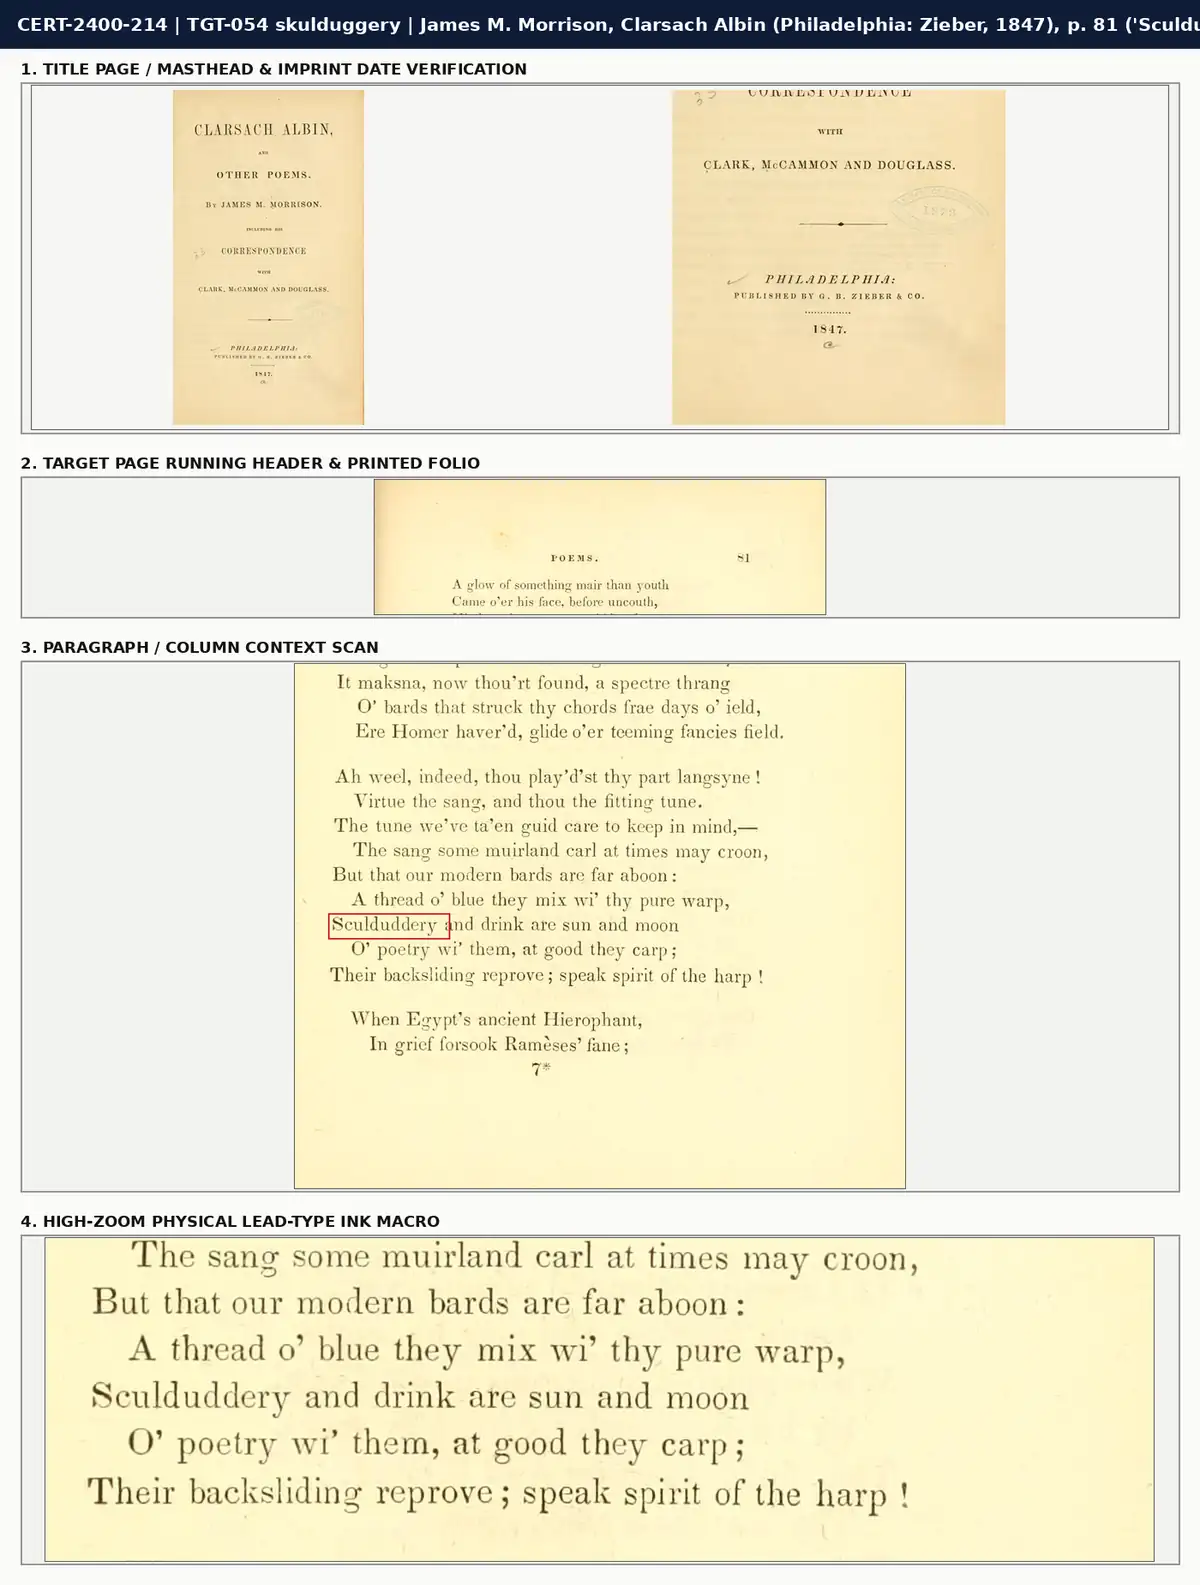 CERT-2400-214 | TGT-054 skulduggery | James M. Morrison, Clarsach Albin (Philadelphia: Zieber, 1847), p. 81 ('Sculdu
1. TITLE PAGE / MASTHEAD & IMPRINT DATE VERIFICATION
CLARSACH ALBIN,
AND
OTHER POEMS.
BY JAMES M. MORRISON.
INCLUDING HIS
CORRESPONDENCE
WITH
CLARK, McCAMMON AND DOUGLASS.
PHILADELPHIA:
PUBLISHED BY G. B. ZIEBER & CO.
1847.
CORRESPONDENCE
WITH
CLARK, McCAMMON AND DOUGLASS.
PHILADELPHIA:
PUBLISHED BY G. B. ZIEBER & CO.
1847.
2. TARGET PAGE RUNNING HEADER & PRINTED FOLIO
POEMS. 81
A glow of something mair than youth
Came o'er his face, before uncouth,
3. PARAGRAPH / COLUMN CONTEXT SCAN
It maksna, now thou'rt found, a spectre thrang
O' bards that struck thy chords frae days o' ield,
Ere Homer haver'd, glide o'er teeming fancies field.
Ah weel, indeed, thou play'd'st thy part langsyne !
Virtue the sang, and thou the fitting tune.
The tune we've ta'en guid care to keep in mind,—
The sang some muirland carl at times may croon,
But that our modern bards are far aboon :
A thread o' blue they mix wi' thy pure warp,
Sculduddery and drink are sun and moon
O' poetry wi' them, at good they carp ;
Their backsliding reprove ; speak spirit of the harp !
When Egypt's ancient Hierophant,
In grief forsook Ramèses' fane ;
7*
4. HIGH-ZOOM PHYSICAL LEAD-TYPE INK MACRO
The sang some muirland carl at times may croon,
But that our modern bards are far aboon :
A thread o' blue they mix wi' thy pure warp,
Sculduddery and drink are sun and moon
O' poetry wi' them, at good they carp ;
Their backsliding reprove ; speak spirit of the harp !